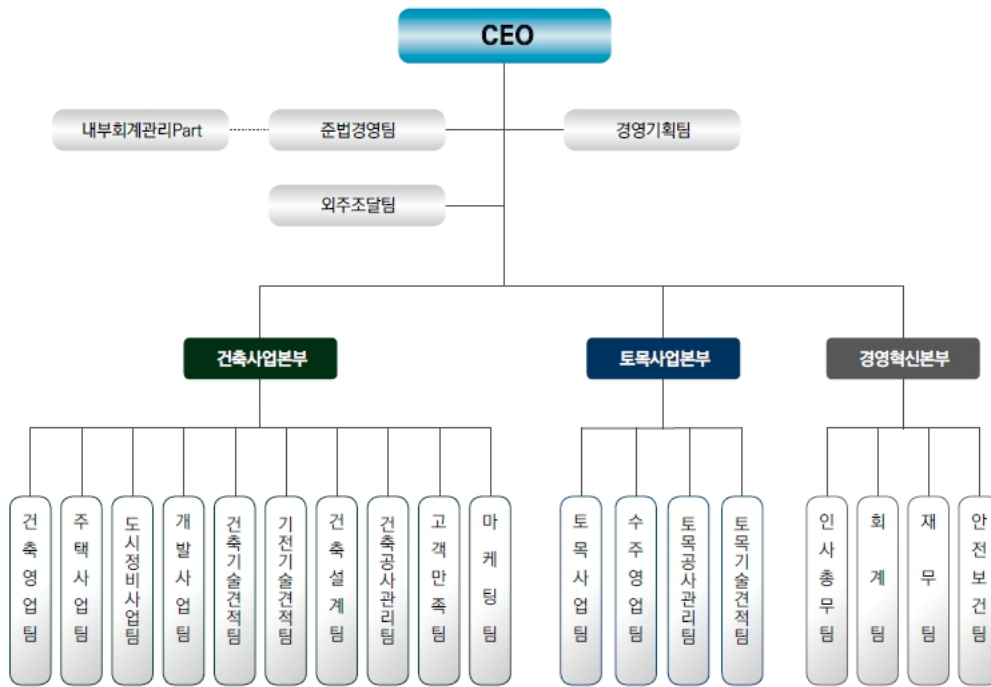 CEO
내부회계관리Part
준법경영팀
경영기획팀
외주조달팀
건축사업본부
토목사업본부
경영혁신본부
건축영업팀
주택사업팀
도시정비사업팀
개발사업팀
건축기술견적팀
기전기술견적팀
건축설계팀
건축공사관리팀
고객만족팀
마케팅팀
토목사업팀
수주영업팀
토목공사관리팀
토목기술견적팀
인사총무팀
회계팀
재무팀
안전보건팀